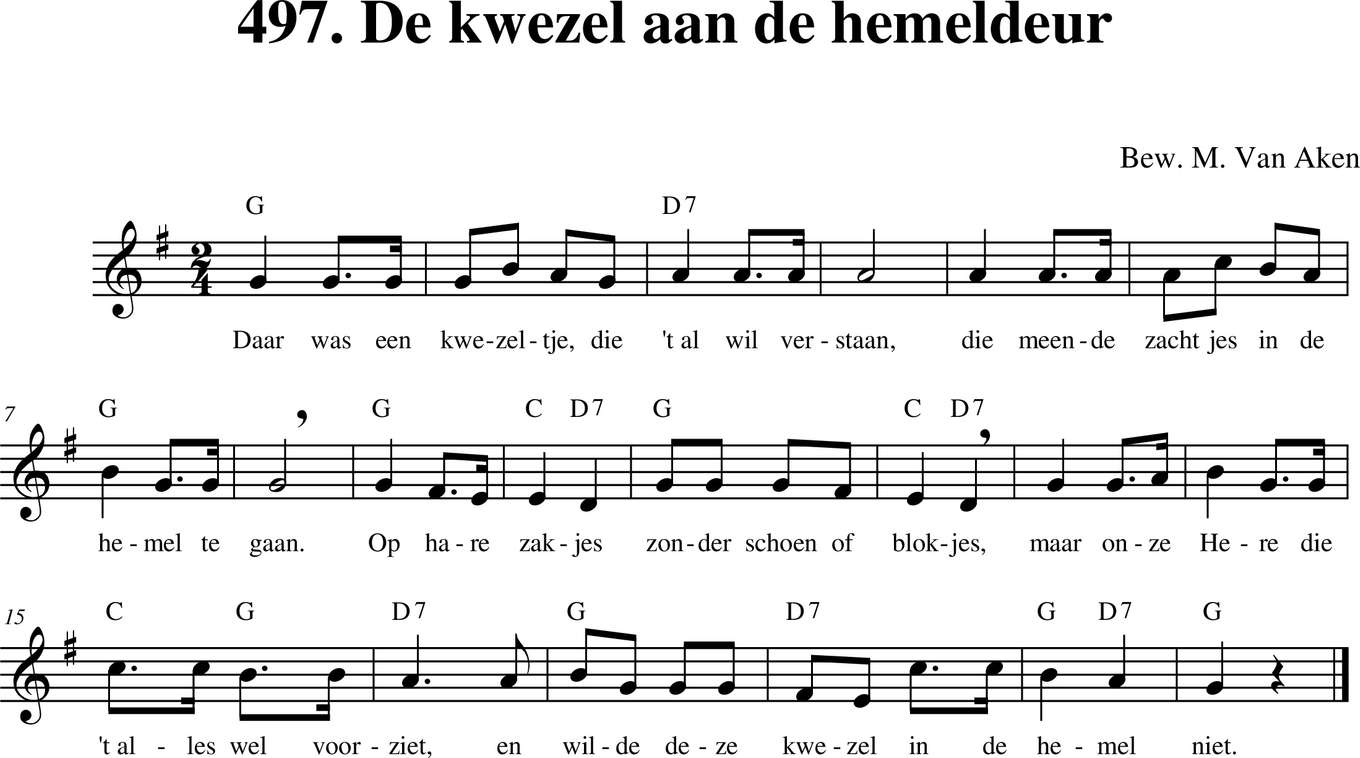 497. De kwezel aan de hemeldeur
Bew. M. Van Aken
G D7
2
4
Daar was een kwe-zel-tje, die 't al wil ver-staan, die meen-de zacht jes in de
7 G G C D7 G C D7
he-mel te gaan. Op ha-re zak-jes zon-der schoen of blok-jes, maar on-ze He-re die
15 C G D7 G D7 G D7 G
't al-les wel voor-ziet, en wil-de de-ze kwe-zel in de he-mel niet.